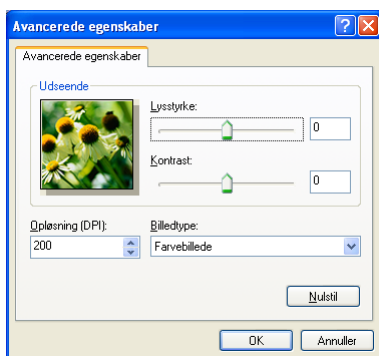 Avancerede egenskaber
Avancerede egenskaber
Udseende
Lysstyrke:
0
Kontrast:
0
Opløsning (DPI):
Billedtype:
200
Farvebillede
Nulstil
OK
Annuller